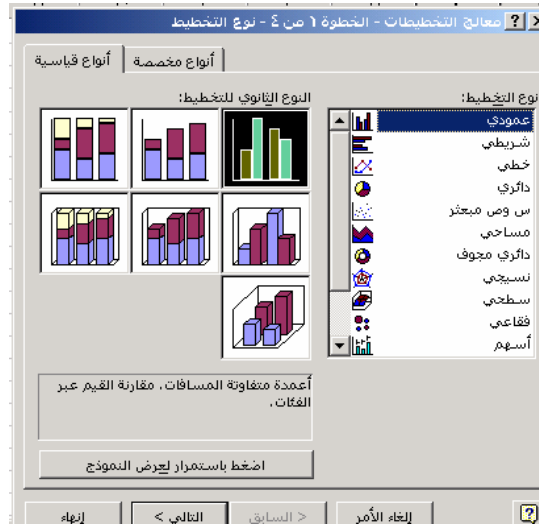 معالج التخطيطات - الخطوة ١ من ٤ - نوع التخطيط
أنواع قياسية
أنواع مخصصة
نوع التخطيط:
عمودي
شريطي
خطي
دائري
س وص مبعثر
مساحي
دائري مجوف
نسيجي
سطحي
فقاعي
أسهم
النوع الثانوي للتخطيط:
أعمدة متفاوتة المسافات، مقارنة القيم عبر
الفئات.
اضغط باستمرار لعرض النموذج
إلغاء الأمر
< السابق
التالي >
إنهاء